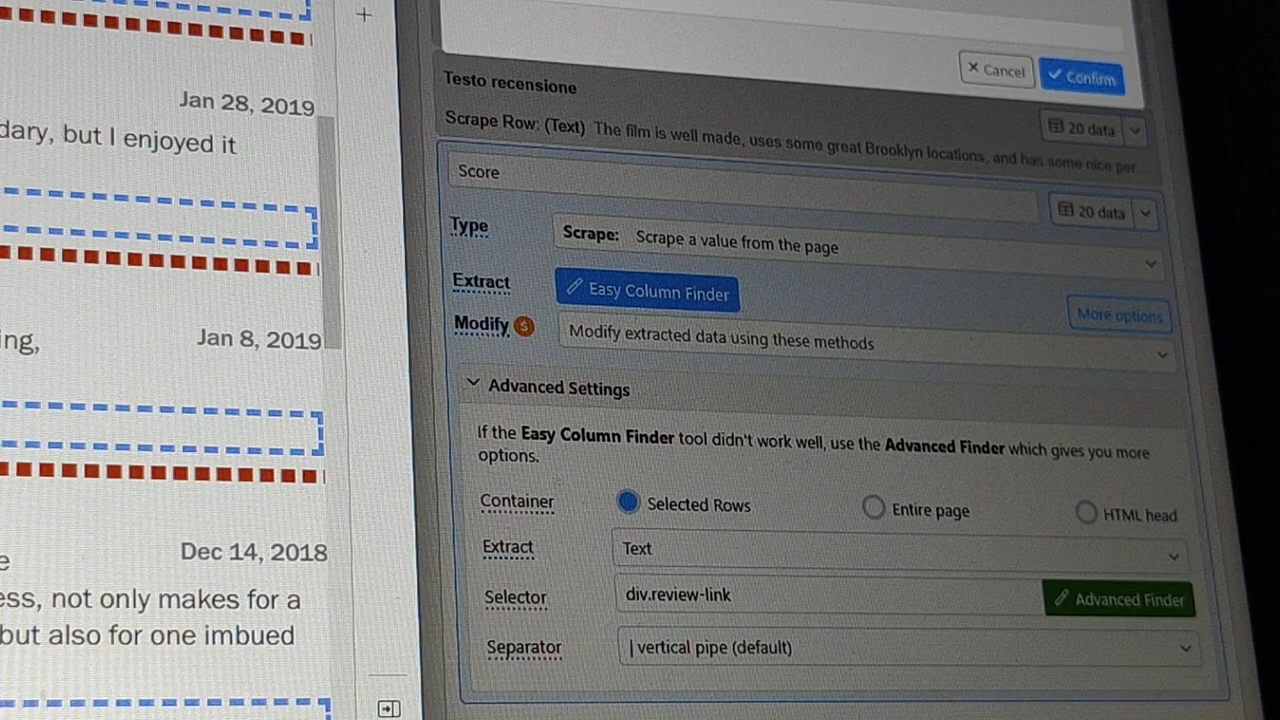 Jan 28, 2019
dary, but I enjoyed it
ing,
Jan 8, 2019
Dec 14, 2018
e
ess, not only makes for a
but also for one imbued
Cancel
Confirm
Testo recensione
20 data
Scrape Row: (Text) The film is well made, uses some great Brooklyn locations, and has some nice per...
Score
20 data
Type
Scrape: Scrape a value from the page
Extract
Easy Column Finder
More options
Modify $
Modify extracted data using these methods
Advanced Settings
If the Easy Column Finder tool didn't work well, use the Advanced Finder which gives you more
options.
Container
Selected Rows
Entire page
HTML head
Extract
Text
Selector
div.review-link
Advanced Finder
Separator
| vertical pipe (default)